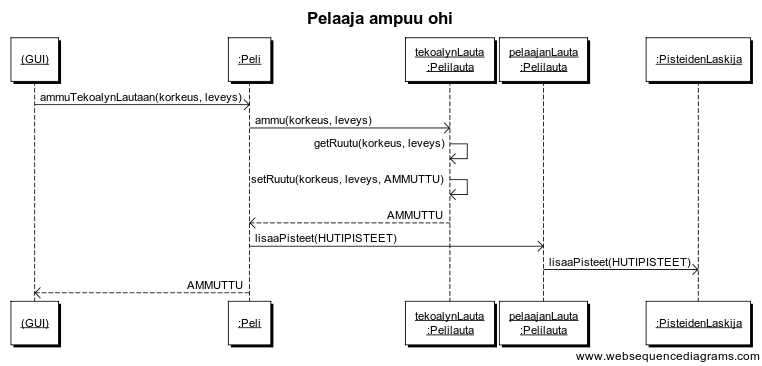 Pelaaja ampuu ohi
(GUI)
:Peli
tekoalynLauta
:Pelilauta
pelaajanLauta
:Pelilauta
:PisteidenLaskija
ammuTekoalynLautaan(korkeus, leveys)
ammu(korkeus, leveys)
getRuutu(korkeus, leveys)
setRuutu(korkeus, leveys, AMMUTTU)
AMMUTTU
lisaaPisteet(HUTIPISTEET)
lisaaPisteet(HUTIPISTEET)
AMMUTTU
(GUI)
:Peli
tekoalynLauta
:Pelilauta
pelaajanLauta
:Pelilauta
:PisteidenLaskija
www.websequencediagrams.com